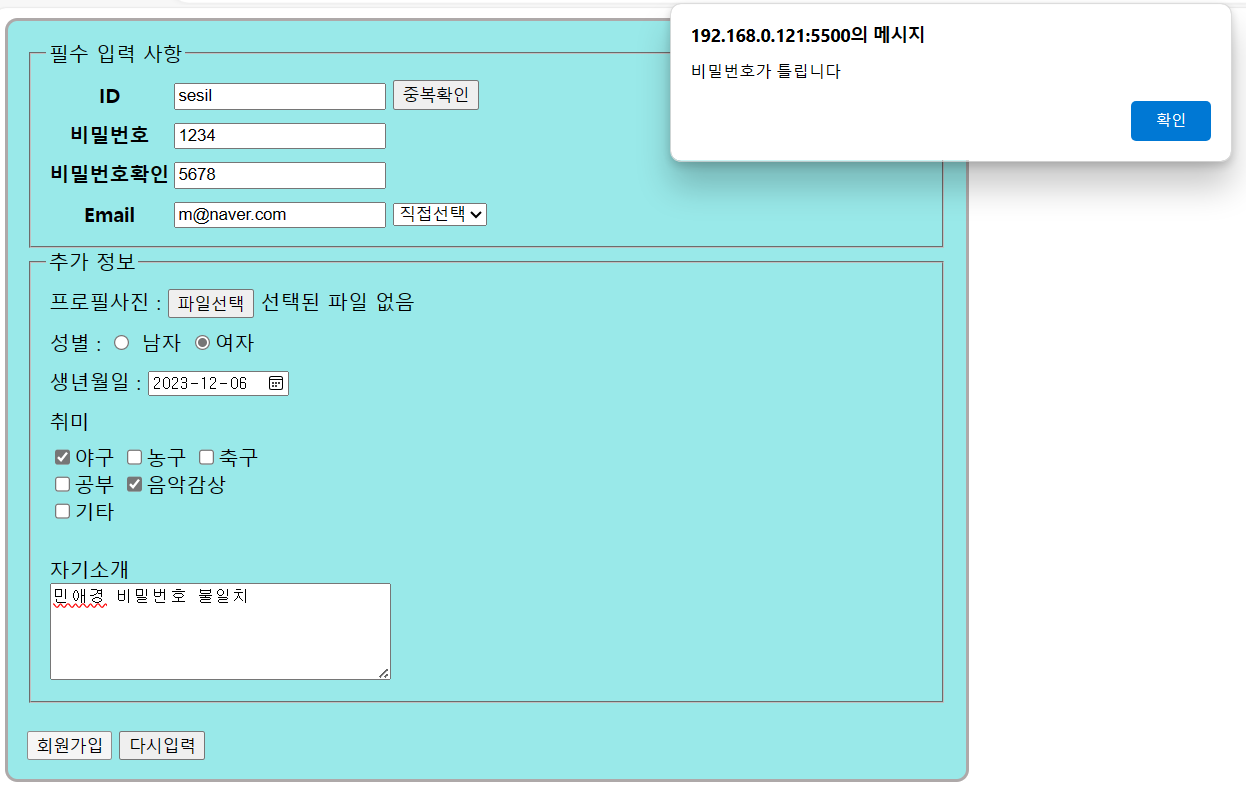 192.168.0.121:5500의 메시지
비밀번호가 틀립니다
확인
필수 입력 사항
ID sesil 중복확인
비밀번호 1234
비밀번호확인 5678
Email m@naver.com 직접선택
추가 정보
프로필사진 : 파일선택 선택된 파일 없음
성별 : 남자 여자
생년월일 : 2023-12-06
취미
야구 농구 축구
공부 음악감상
기타
자기소개
민애경 비밀번호 불일치
회원가입 다시입력